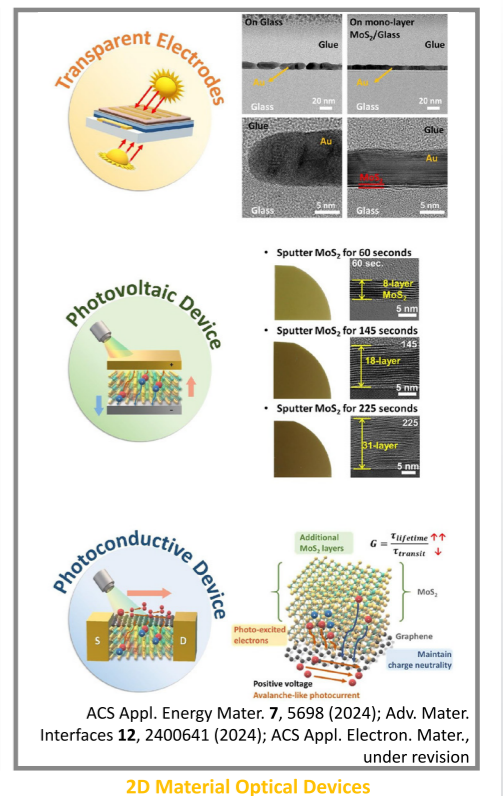 Transparent Electrodes
On Glass
Glue
Au
Glass
20 nm
On mono-layer
MoS₂/Glass
Glue
Au
Glass
20 nm
Glue
Au
Glass
5 nm
Glue
Au
MoS₂
Glass
5 nm
Photovoltaic Device
+
−
• Sputter MoS₂ for 60 seconds
60 sec.
8-layer
MoS₂
5 nm
• Sputter MoS₂ for 145 seconds
145
18-layer
5 nm
• Sputter MoS₂ for 225 seconds
225
31-layer
5 nm
Photoconductive Device
S
D
Additional
MoS₂ layers
G = τlifetime / τtransit ↑↑ ↓
MoS₂
Photo-excited
electrons
Graphene
Maintain
charge neutrality
Positive voltage
Avalanche-like photocurrent
ACS Appl. Energy Mater. 7, 5698 (2024); Adv. Mater.
Interfaces 12, 2400641 (2024); ACS Appl. Electron. Mater.,
under revision
2D Material Optical Devices